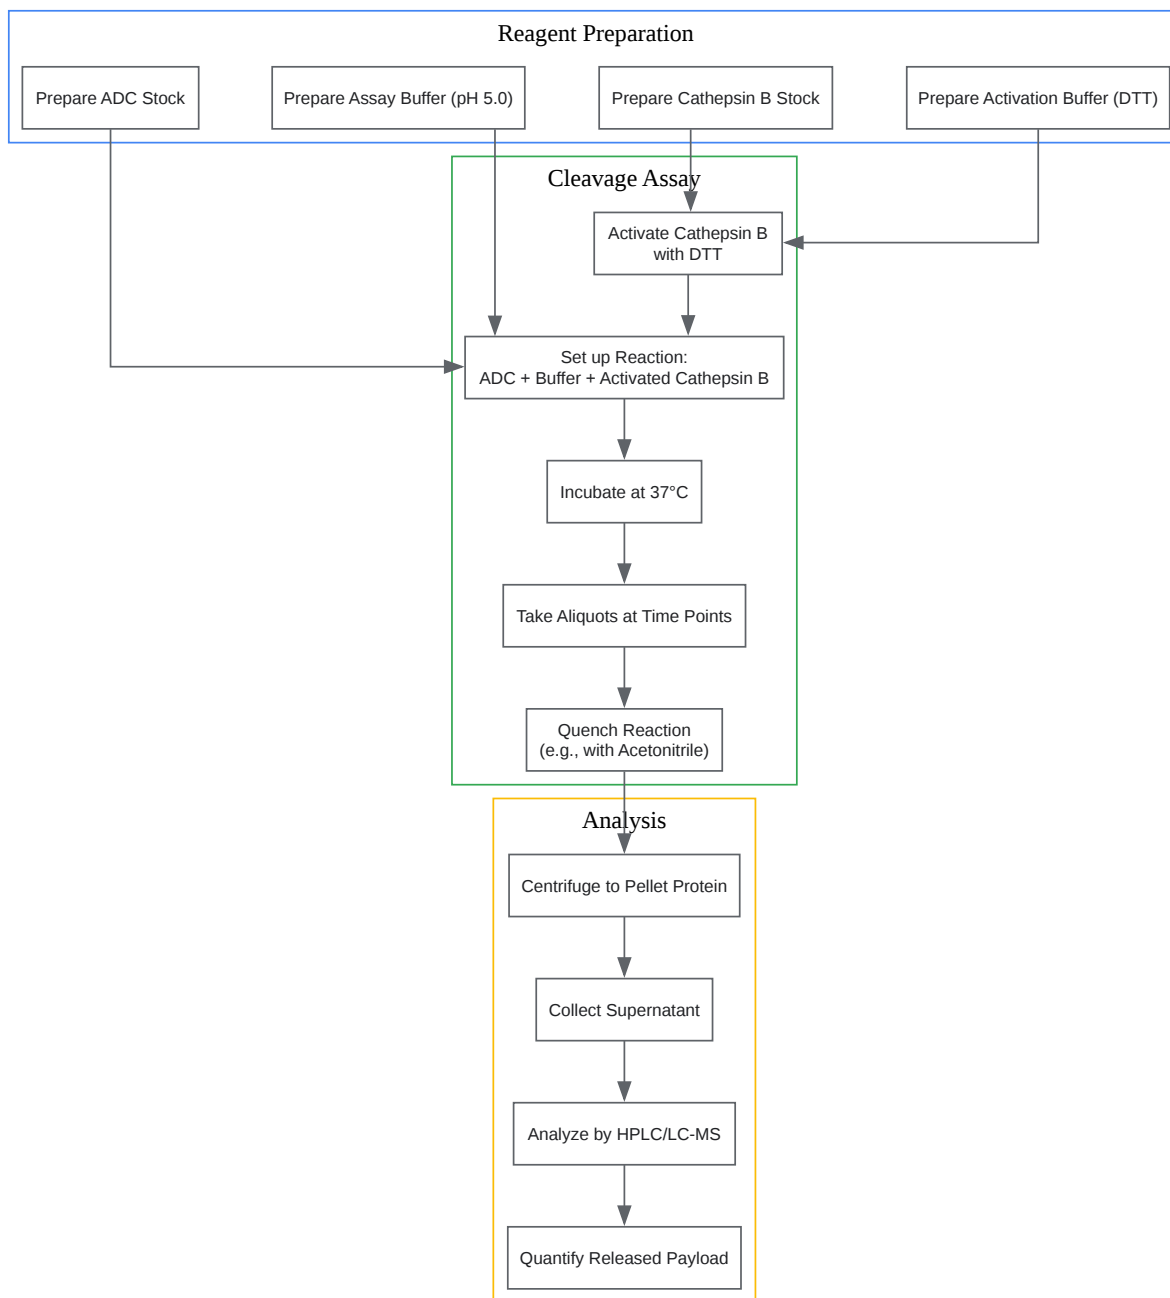 Reagent Preparation
Prepare ADC Stock
Prepare Assay Buffer (pH 5.0)
Prepare Cathepsin B Stock
Prepare Activation Buffer (DTT)
Cleavage Assay
Activate Cathepsin B
with DTT
Set up Reaction:
ADC + Buffer + Activated Cathepsin B
Incubate at 37°C
Take Aliquots at Time Points
Quench Reaction
(e.g., with Acetonitrile)
Analysis
Centrifuge to Pellet Protein
Collect Supernatant
Analyze by HPLC/LC-MS
Quantify Released Payload